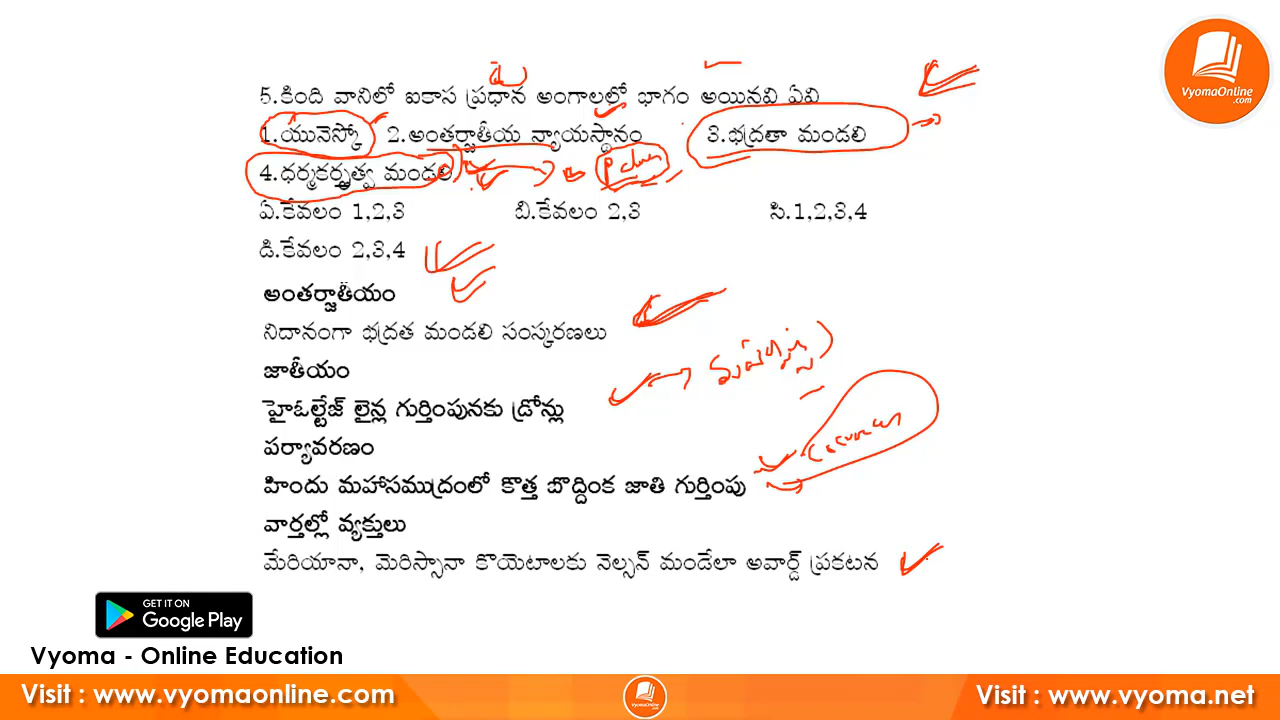 5.కింది వానిలో ఐకాస ప్రధాన అంగాలల్లో భాగం అయినవి ఏవి
1.యునెస్కో 2.అంతర్జాతీయ న్యాయస్థానం 3.భద్రతా మండలి
4.ధర్మకర్తృత్వ మండలి
ఏ.కేవలం 1,2,3 బి.కేవలం 2,3 సి.1,2,3,4
డి.కేవలం 2,3,4
అంతర్జాతీయం
నిదానంగా భద్రత మండలి సంస్కరణలు
జాతీయం
హైఓల్టేజ్ లైన్ల గుర్తింపునకు డ్రోన్లు
పర్యావరణం
హిందు మహాసముద్రంలో కొత్త బొద్దింక జాతి గుర్తింపు
వార్తల్లో వ్యక్తులు
మేరియానా, మెరిస్సానా కొయెటాలకు నెల్సన్ మండేలా అవార్డ్ ప్రకటన
VyomaOnline
.com
GET IT ON
Google Play
Vyoma - Online Education
Visit : www.vyomaonline.com Visit : www.vyoma.net